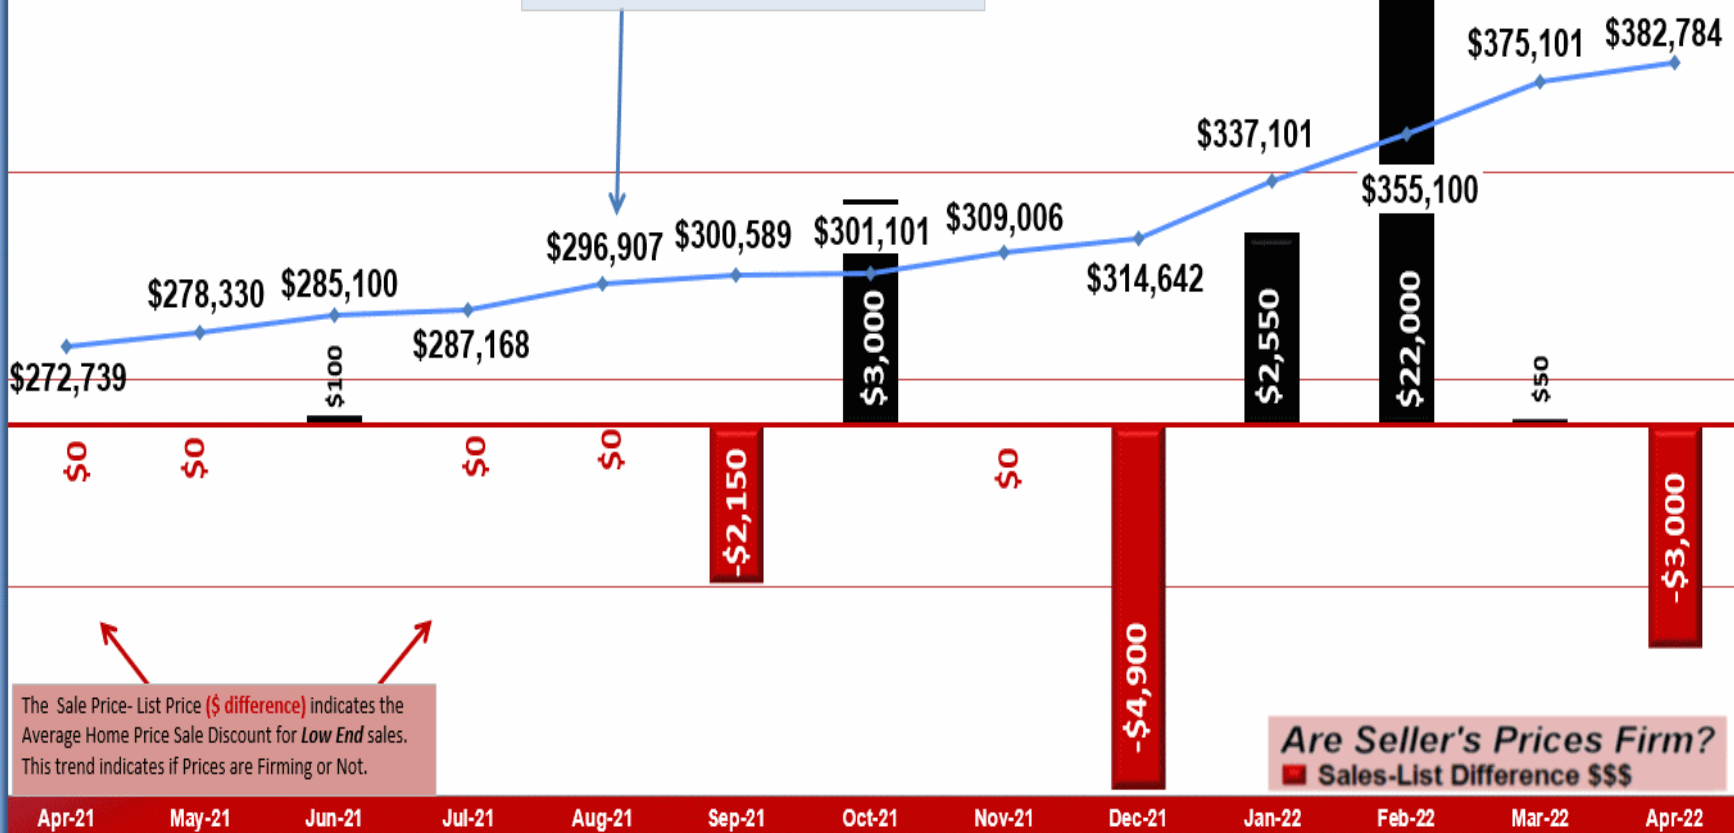 $375,101 $382,784
$337,101
$355,100
$296,907 $300,589 $301,101 $309,006
$278,330 $285,100
$314,642
$287,168
$272,739
$100
$3,000
$2,550
$22,000
$50
$0
$0
$0
$0
-$2,150
$0
-$4,900
-$3,000
The Sale Price- List Price ($ difference) indicates the
Average Home Price Sale Discount for Low End sales.
This trend indicates if Prices are Firming or Not.
Are Seller's Prices Firm?
Sales-List Difference $$$
Apr-21 May-21 Jun-21 Jul-21 Aug-21 Sep-21 Oct-21 Nov-21 Dec-21 Jan-22 Feb-22 Mar-22 Apr-22